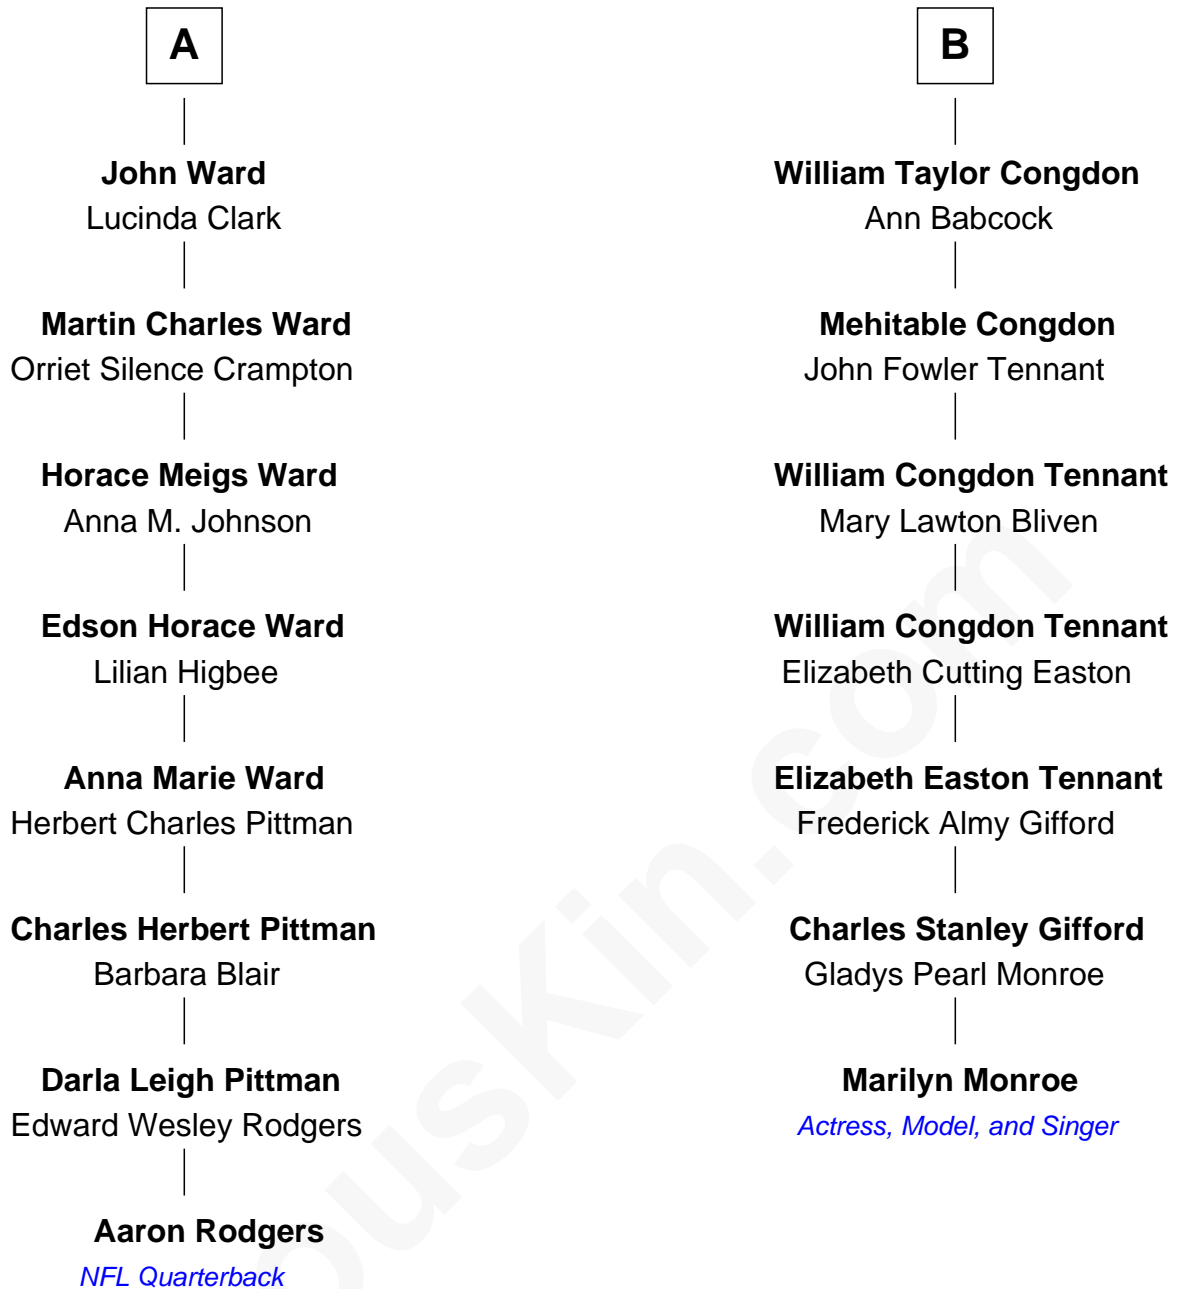 A
John Ward
Lucinda Clark
Martin Charles Ward
Orriet Silence Crampton
Horace Meigs Ward
Anna M. Johnson
Edson Horace Ward
Lilian Higbee
Anna Marie Ward
Herbert Charles Pittman
Charles Herbert Pittman
Barbara Blair
Darla Leigh Pittman
Edward Wesley Rodgers
Aaron Rodgers
NFL Quarterback
B
William Taylor Congdon
Ann Babcock
Mehitable Congdon
John Fowler Tennant
William Congdon Tennant
Mary Lawton Bliven
William Congdon Tennant
Elizabeth Cutting Easton
Elizabeth Easton Tennant
Frederick Almy Gifford
Charles Stanley Gifford
Gladys Pearl Monroe
Marilyn Monroe
Actress, Model, and Singer
ousKin.com